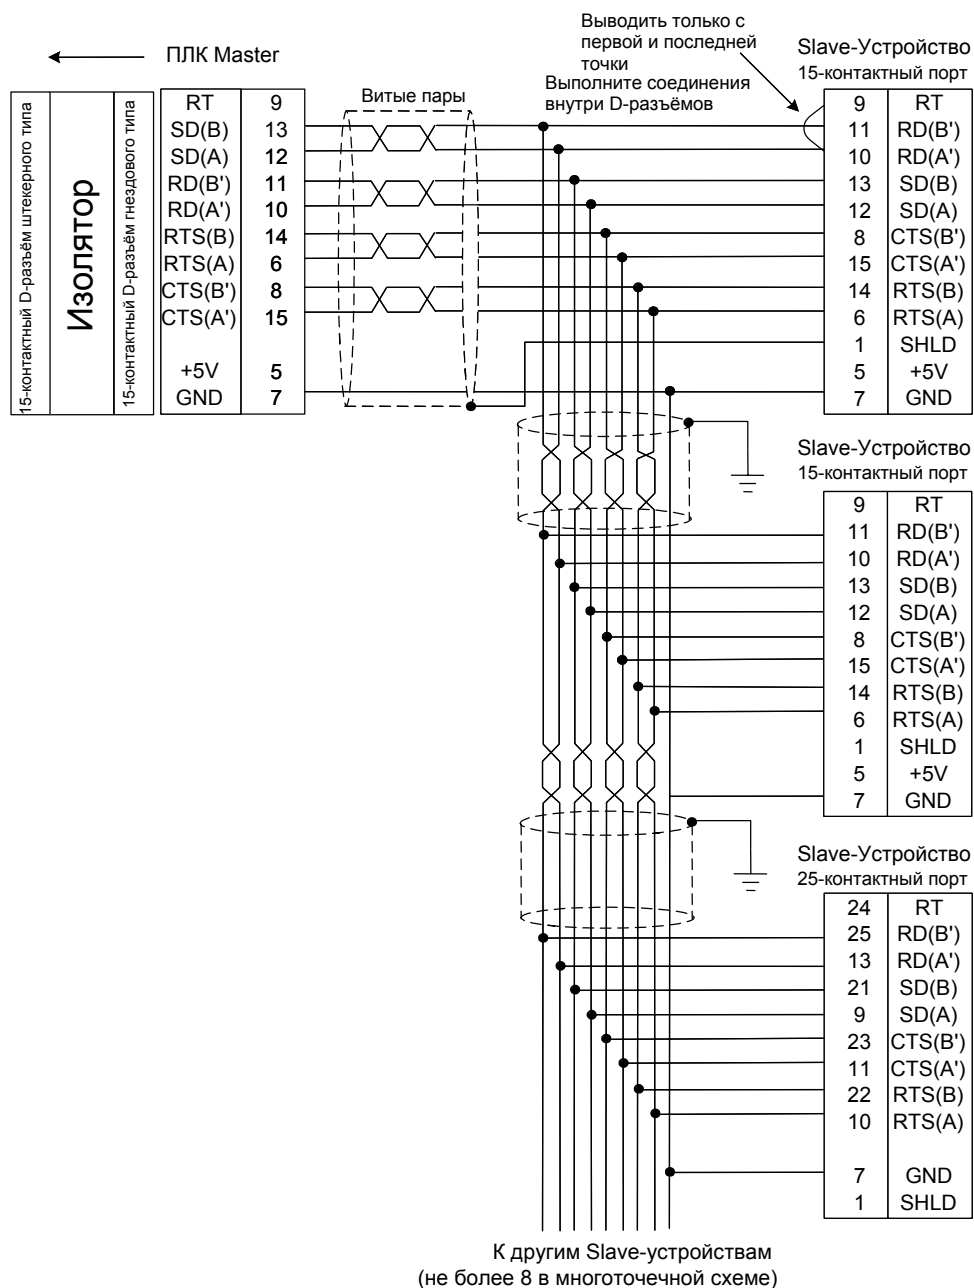 Выводить только с
первой и последней
точки
Выполните соединения
внутри D-разъёмов
ПЛК Master
15-контактный D-разъём штекерного типа
Изолятор
15-контактный D-разъём гнездового типа
RT 9
SD(B) 13
SD(A) 12
RD(B') 11
RD(A') 10
RTS(B) 14
RTS(A) 6
CTS(B') 8
CTS(A') 15
+5V 5
GND 7
Витые пары
Slave-Устройство
15-контактный порт
9 RT
11 RD(B')
10 RD(A')
13 SD(B)
12 SD(A)
8 CTS(B')
15 CTS(A')
14 RTS(B)
6 RTS(A)
1 SHLD
5 +5V
7 GND
Slave-Устройство
15-контактный порт
9 RT
11 RD(B')
10 RD(A')
13 SD(B)
12 SD(A)
8 CTS(B')
15 CTS(A')
14 RTS(B)
6 RTS(A)
1 SHLD
5 +5V
7 GND
Slave-Устройство
25-контактный порт
24 RT
25 RD(B')
13 RD(A')
21 SD(B)
9 SD(A)
23 CTS(B')
11 CTS(A')
22 RTS(B)
10 RTS(A)
7 GND
1 SHLD
К другим Slave-устройствам
(не более 8 в многоточечной схеме)